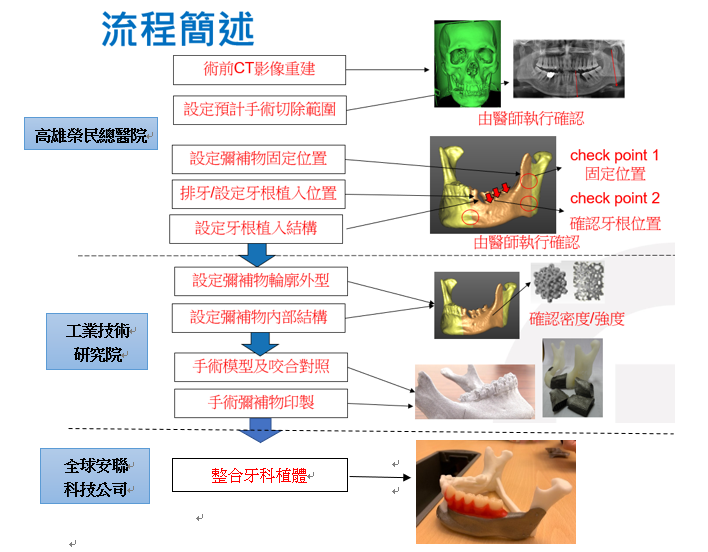 流程簡述
術前CT影像重建
設定預計手術切除範圍
由醫師執行確認
高雄榮民總醫院
設定彌補物固定位置
check point 1
固定位置
排牙/設定牙根植入位置
check point 2
確認牙根位置
設定牙根植入結構
由醫師執行確認
設定彌補物輪廓外型
設定彌補物內部結構
確認密度/強度
工業技術
研究院
手術模型及咬合對照
手術彌補物印製
全球安聯
科技公司
整合牙科植體